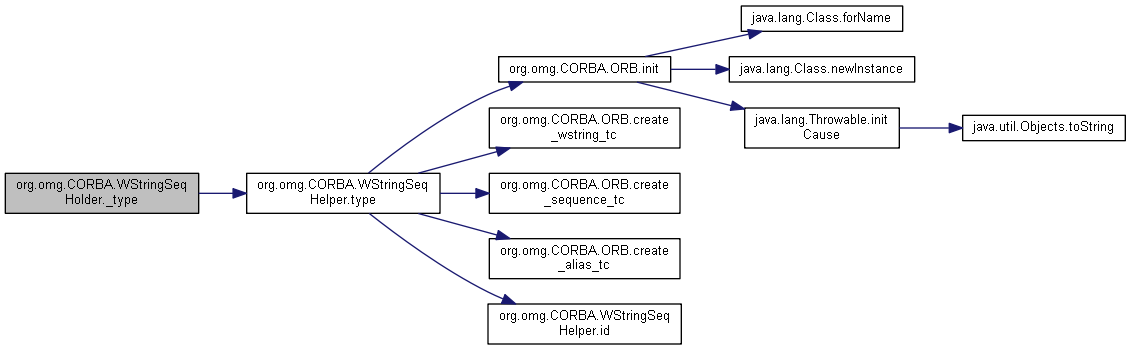 java.lang.Class.forName
org.omg.CORBA.ORB.init
java.lang.Class.newInstance
org.omg.CORBA.ORB.create
_wstring_tc
java.lang.Throwable.init
Cause
java.util.Objects.toString
org.omg.CORBA.WStringSeq
Holder._type
org.omg.CORBA.WStringSeq
Helper.type
org.omg.CORBA.ORB.create
_sequence_tc
org.omg.CORBA.ORB.create
_alias_tc
org.omg.CORBA.WStringSeq
Helper.id